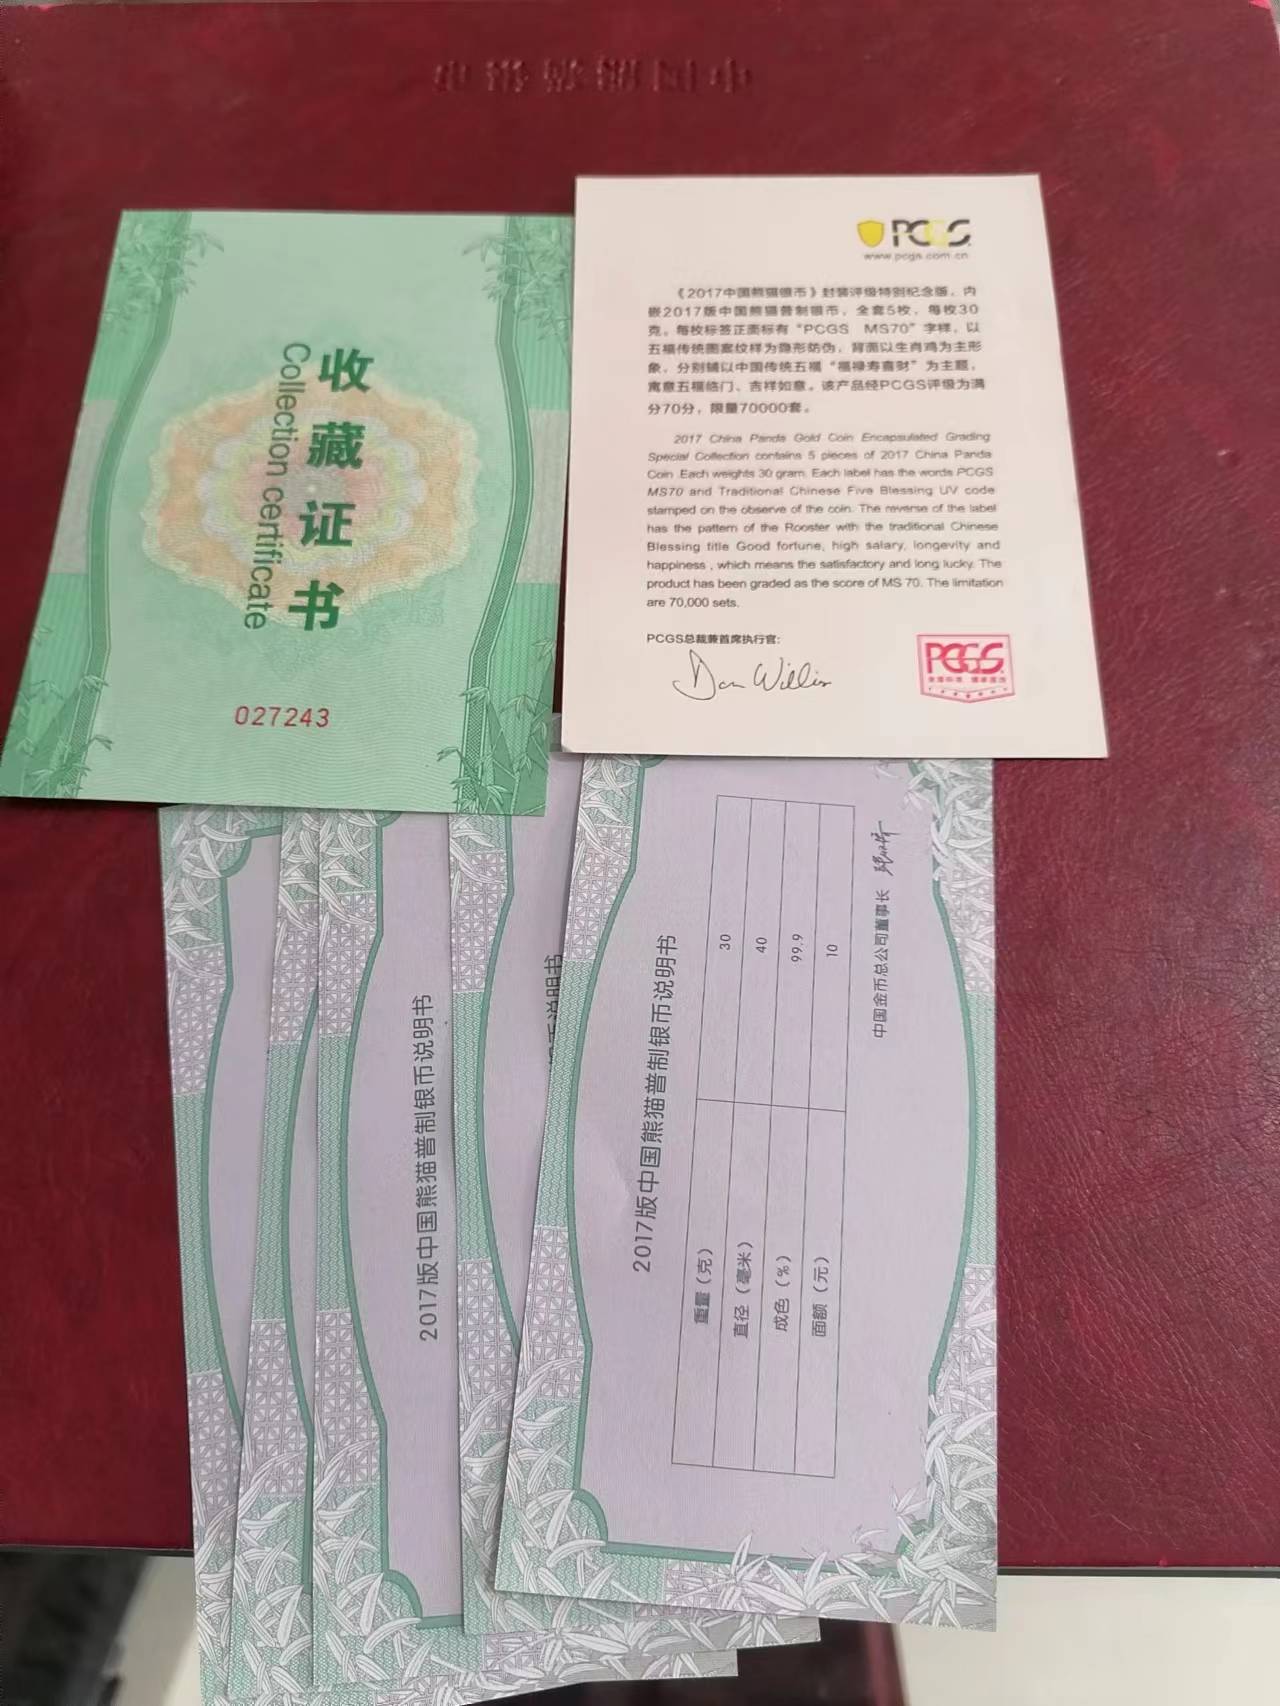 收藏证书
Collection certificate
027243
PCGS
www.pcgs.com.cn
《2017中国熊猫银币》封装评级特别纪念版，内
嵌2017版中国熊猫普制银币，全套5枚，每枚30
克。每枚标签正面标有“PCGS MS70”字样，以
五福传统图案纹样为隐形防伪，背面以生肖鸡为主形
象，分别辅以中国传统五福“福禄寿喜财”为主题，
寓意五福临门、吉祥如意。该产品经PCGS评级为满
分70分，限量70000套。
2017 China Panda Gold Coin Encapsulated Grading
Special Collection contains 5 pieces of 2017 China Panda
Coin .Each weights 30 gram. Each label has the words PCGS
MS70 and Traditional Chinese Five Blessing UV code
stamped on the observe of the coin. The reverse of the label
has the pattern of the Rooster with the traditional Chinese
Blessing title Good fortune, high salary, longevity and
happiness , which means the satisfactory and long lucky. The
product has been graded as the score of MS 70. The limitation
are 70,000 sets.
PCGS总裁兼首席执行官：
Don Willis
PCGS
2017版中国熊猫普制银币说明书
币说明书
2017版中国熊猫普制银币说明书
重量（克） 30
直径（毫米） 40
成色（%） 99.9
面额（元） 10
中国金币总公司董事长